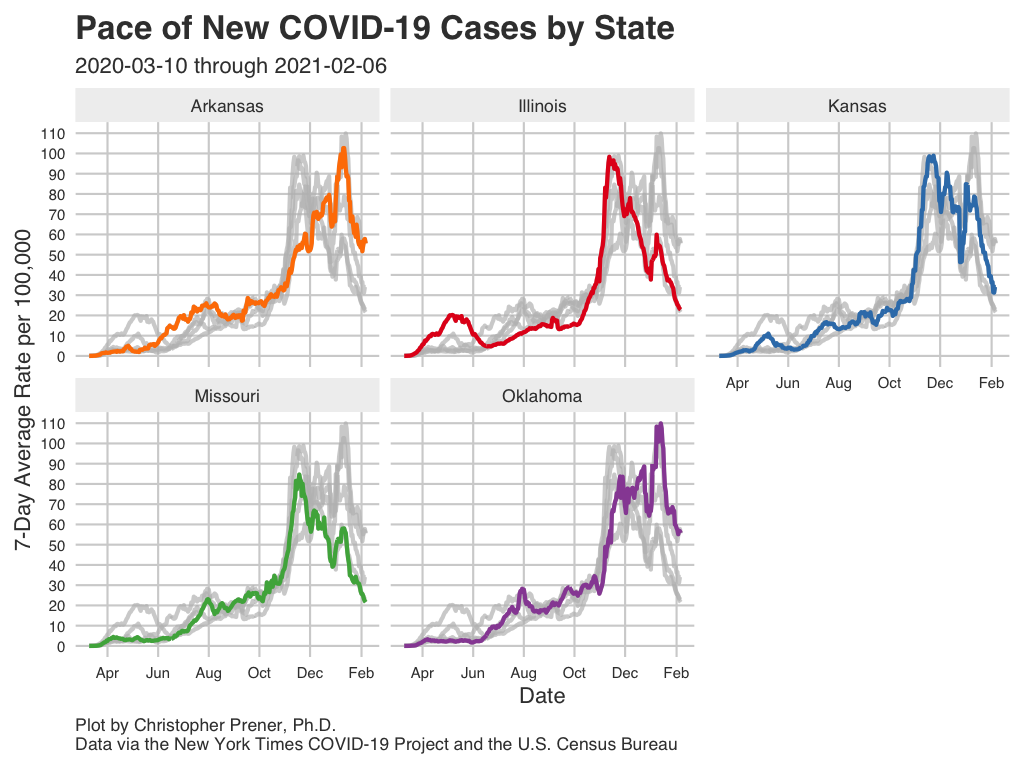 Pace of New COVID-19 Cases by State
2020-03-10 through 2021-02-06
Arkansas
Illinois
Kansas
110
100
90
80
70
60
50
40
30
20
10
0
Apr Jun Aug Oct Dec Feb
7-Day Average Rate per 100,000
Missouri
Oklahoma
110
100
90
80
70
60
50
40
30
20
10
0
Apr Jun Aug Oct Dec Feb
Apr Jun Aug Oct Dec Feb
Date
Plot by Christopher Prener, Ph.D.
Data via the New York Times COVID-19 Project and the U.S. Census Bureau